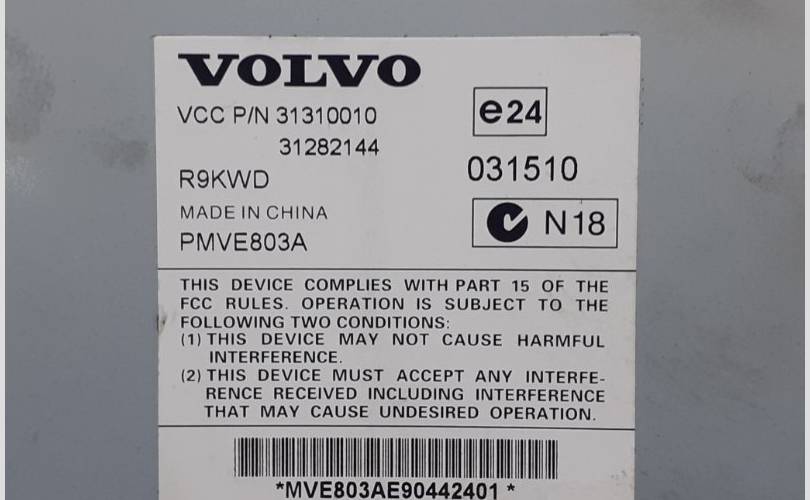 VOLVO
VCC P/N 31310010
31282144
e24
R9KWD
031510
MADE IN CHINA
PMVE803A
N18
THIS DEVICE COMPLIES WITH PART 15 OF THE
FCC RULES. OPERATION IS SUBJECT TO THE
FOLLOWING TWO CONDITIONS:
(1) THIS DEVICE MAY NOT CAUSE HARMFUL
INTERFERENCE.
(2) THIS DEVICE MUST ACCEPT ANY INTERFE-
RENCE RECEIVED INCLUDING INTERFERENCE
THAT MAY CAUSE UNDESIRED OPERATION.
*MVE803AE90442401 *